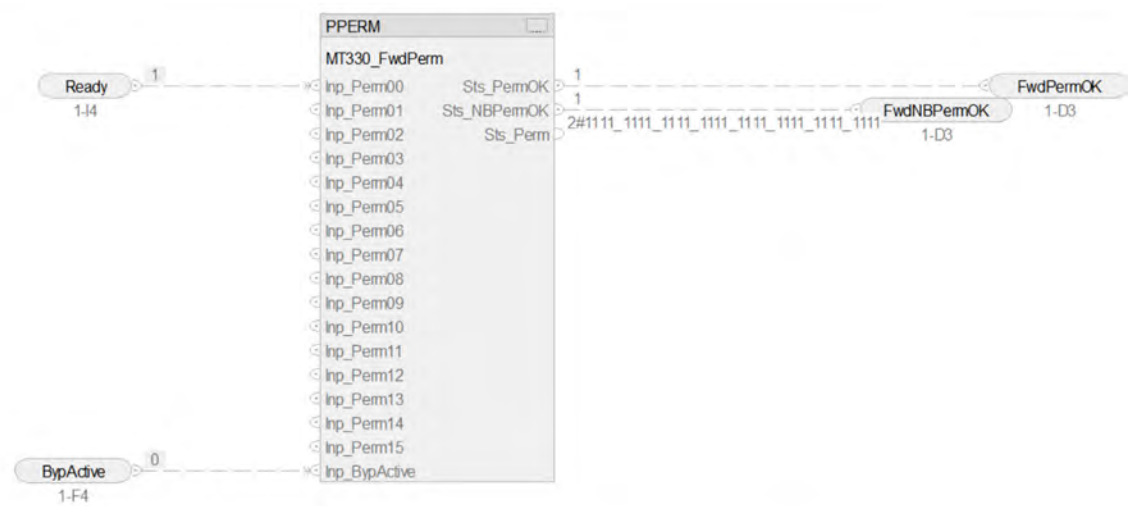 PPERM
...
MT330_FwdPerm
Ready
1
1-I4
Inp_Perm00
Sts_PermOK
1
FwdPermOK
1-D3
Inp_Perm01
Sts_NBPermOK
1
FwdNBPermOK
1-D3
Inp_Perm02
Sts_Perm
2#1111_1111_1111_1111_1111_1111_1111_1111
Inp_Perm03
Inp_Perm04
Inp_Perm05
Inp_Perm06
Inp_Perm07
Inp_Perm08
Inp_Perm09
Inp_Perm10
Inp_Perm11
Inp_Perm12
Inp_Perm13
Inp_Perm14
Inp_Perm15
BypActive
0
1-F4
Inp_BypActive